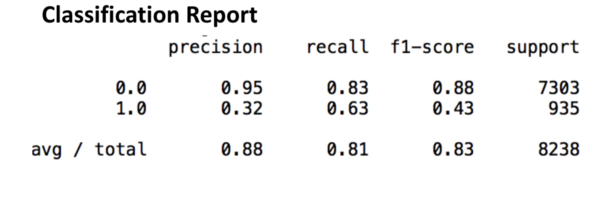 Classification Report
precision recall f1-score support
0.0 0.95 0.83 0.88 7303
1.0 0.32 0.63 0.43 935
avg / total 0.88 0.81 0.83 8238